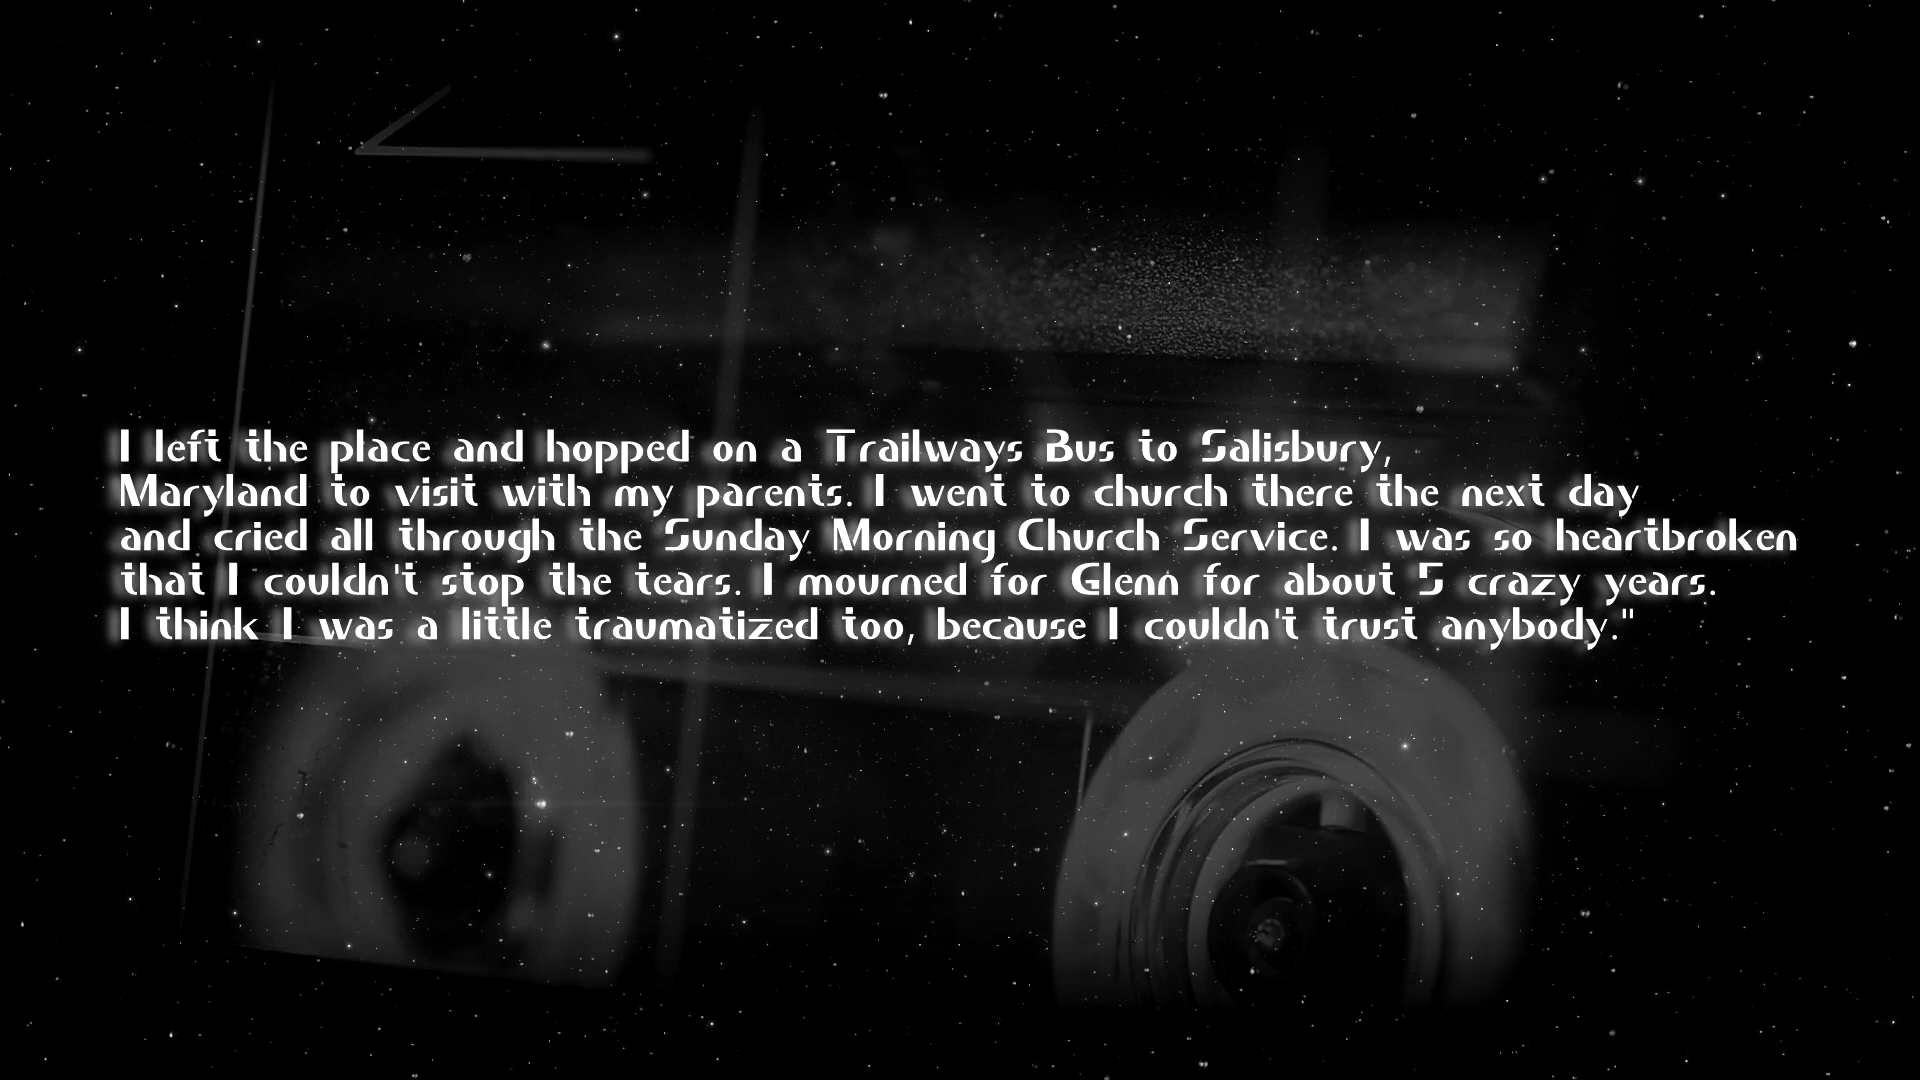 I left the place and hopped on a Trailways Bus to Salisbury,
Maryland to visit with my parents. I went to church there the next day
and cried all through the Sunday Morning Church Service. I was so heartbroken
that I couldn't stop the tears. I mourned for Glenn for about 5 crazy years.
I think I was a little traumatized too, because I couldn't trust anybody."